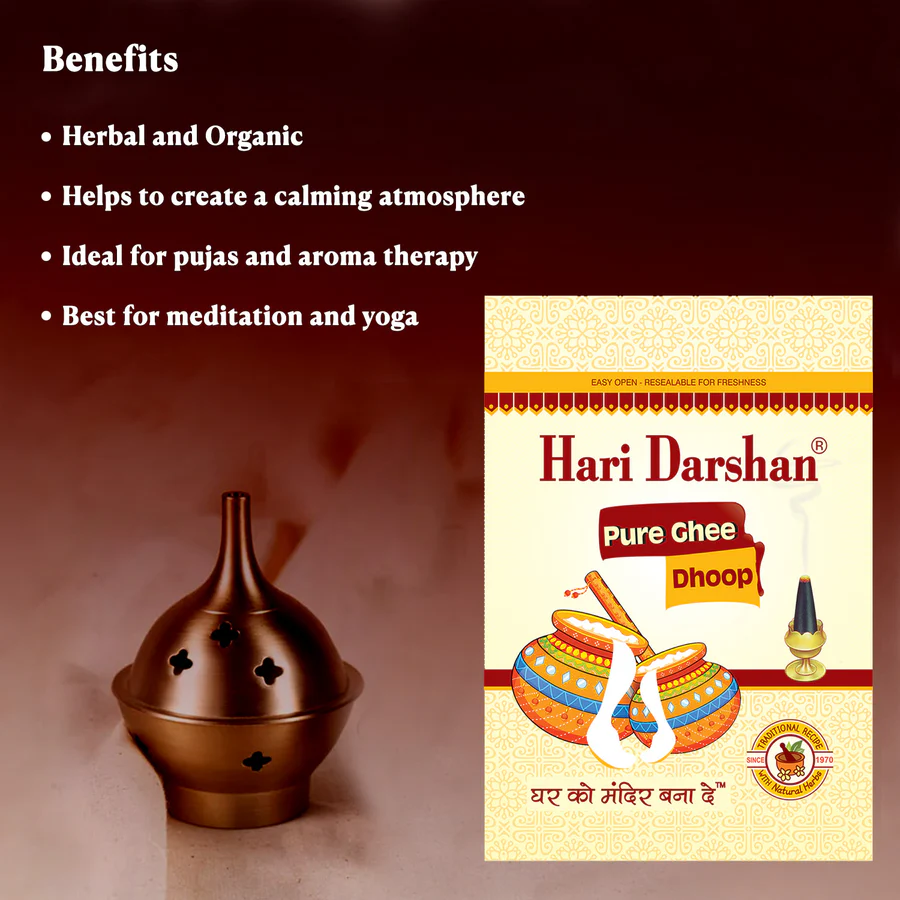 Benefits
• Herbal and Organic
• Helps to create a calming atmosphere
• Ideal for pujas and aroma therapy
• Best for meditation and yoga
EASY OPEN - RESEALABLE FOR FRESHNESS
Hari Darshan®
Pure Ghee
Dhoop
TRADITIONAL RECIPE
SINCE 1970
WITH Natural Herbs
घर को मंदिर बना दे™